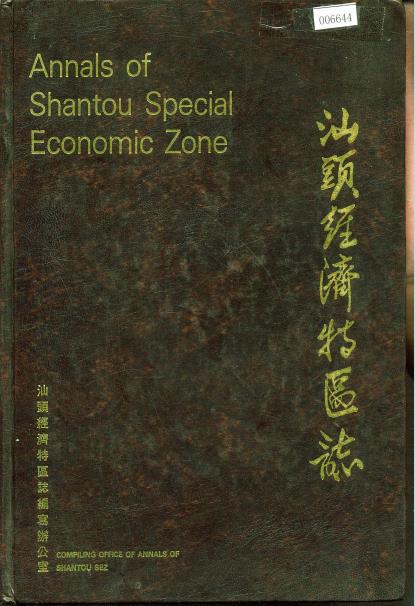 006644
Annals of
Shantou Special
Economic Zone
汕頭經濟特區誌
汕頭經濟特區誌編寫辦公室
COMPILING OFFICE OF ANNALS OF
SHANTOU SEZ